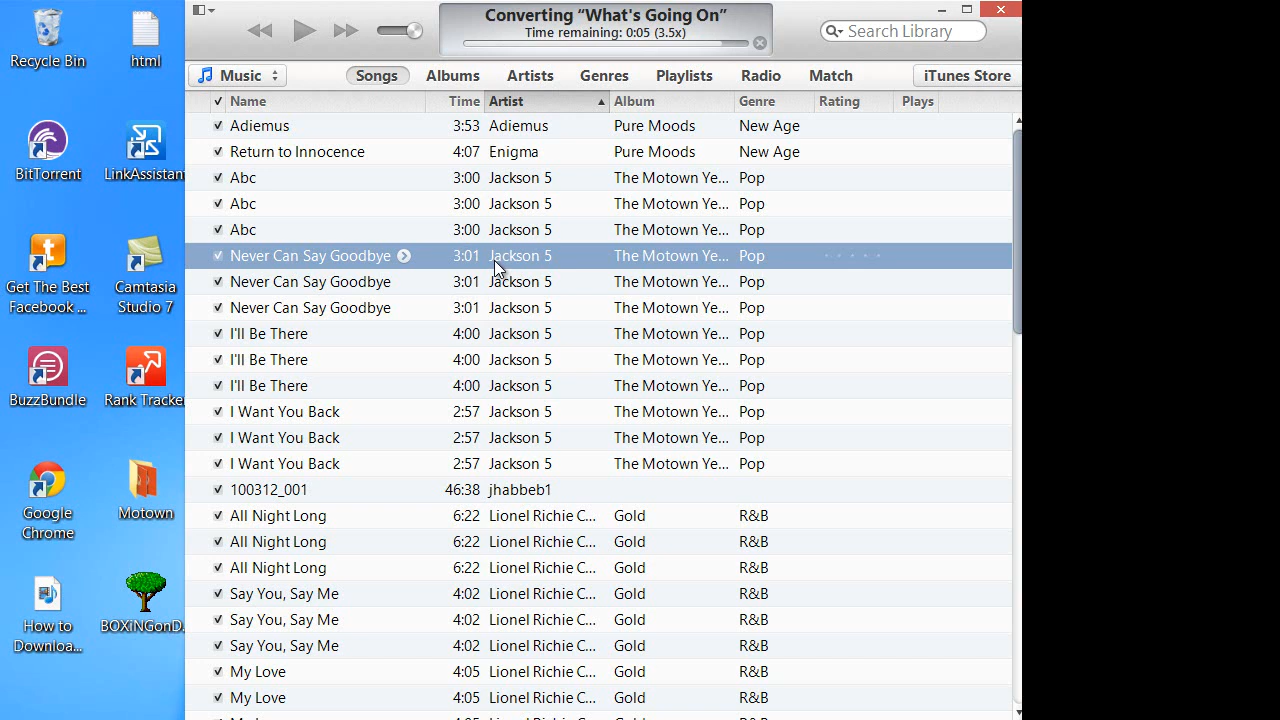 Recycle Bin
html
BitTorrent
LinkAssistan
Get The Best
Facebook ...
Camtasia
Studio 7
BuzzBundle
Rank Tracke
Google
Chrome
Motown
How to
Downloa...
BOXiNGonD.
Converting “What's Going On”
Time remaining: 0:05 (3.5x)
Search Library
Music
Songs Albums Artists Genres Playlists Radio Match iTunes Store
Name Time Artist Album Genre Rating Plays
Adiemus 3:53 Adiemus Pure Moods New Age
Return to Innocence 4:07 Enigma Pure Moods New Age
Abc 3:00 Jackson 5 The Motown Ye... Pop
Abc 3:00 Jackson 5 The Motown Ye... Pop
Abc 3:00 Jackson 5 The Motown Ye... Pop
Never Can Say Goodbye 3:01 Jackson 5 The Motown Ye... Pop
Never Can Say Goodbye 3:01 Jackson 5 The Motown Ye... Pop
Never Can Say Goodbye 3:01 Jackson 5 The Motown Ye... Pop
I'll Be There 4:00 Jackson 5 The Motown Ye... Pop
I'll Be There 4:00 Jackson 5 The Motown Ye... Pop
I'll Be There 4:00 Jackson 5 The Motown Ye... Pop
I Want You Back 2:57 Jackson 5 The Motown Ye... Pop
I Want You Back 2:57 Jackson 5 The Motown Ye... Pop
I Want You Back 2:57 Jackson 5 The Motown Ye... Pop
100312_001 46:38 jhabbeb1
All Night Long 6:22 Lionel Richie C... Gold R&B
All Night Long 6:22 Lionel Richie C... Gold R&B
All Night Long 6:22 Lionel Richie C... Gold R&B
Say You, Say Me 4:02 Lionel Richie C... Gold R&B
Say You, Say Me 4:02 Lionel Richie C... Gold R&B
Say You, Say Me 4:02 Lionel Richie C... Gold R&B
My Love 4:05 Lionel Richie C... Gold R&B
My Love 4:05 Lionel Richie C... Gold R&B